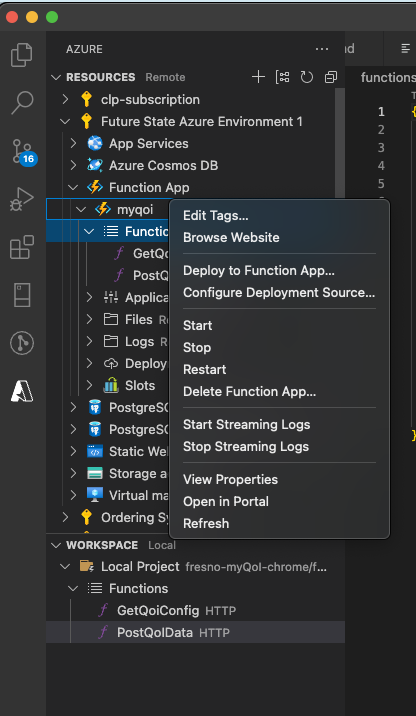 AZURE
nd
RESOURCES Remote
functions
clp-subscription
Future State Azure Environment 1
App Services
Azure Cosmos DB
Function App
myqoi
Functio
GetQo
PostQ
Applica
Files Re
Logs R
Deploy
Slots
PostgreSC
PostgreSC
Static Web
Storage a
Virtual ma
Ordering Sy
Edit Tags...
Browse Website
Deploy to Function App...
Configure Deployment Source...
Start
Stop
Restart
Delete Function App...
Start Streaming Logs
Stop Streaming Logs
View Properties
Open in Portal
Refresh
16
1
{
2
3
4
5
}
WORKSPACE Local
Local Project fresno-myQoI-chrome/f...
Functions
GetQoiConfig HTTP
PostQoIData HTTP